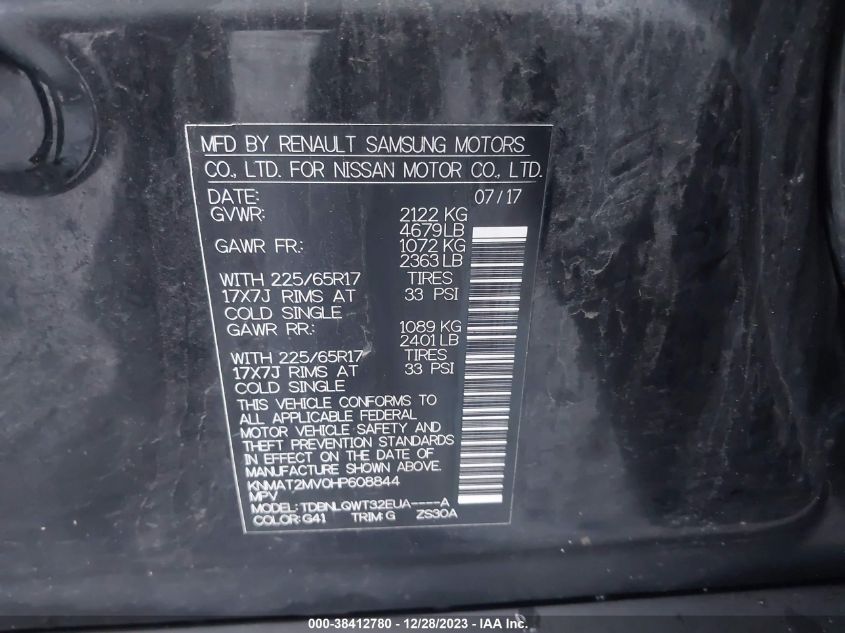 MFD BY RENAULT SAMSUNG MOTORS
CO., LTD. FOR NISSAN MOTOR CO., LTD.
DATE: 07/17
GVWR: 2122 KG
4679LB
GAWR FR.: 1072 KG
2363 LB
WITH 225/65R17 TIRES
17X7J RIMS AT 33 PSI
COLD SINGLE
GAWR RR.: 1089 KG
2401LB
WITH 225/65R17 TIRES
17X7J RIMS AT 33 PSI
COLD SINGLE
THIS VEHICLE CONFORMS TO
ALL APPLICABLE FEDERAL
MOTOR VEHICLE SAFETY AND
THEFT PREVENTION STANDARDS
IN EFFECT ON THE DATE OF
MANUFACTURE SHOWN ABOVE.
KNMAT2MV0HP608844
MPV
MODEL: TDBNLQWT32EUA----A
COLOR: G41 TRIM: G ZS30A
000-38412780 - 12/28/2023 - IAA Inc.